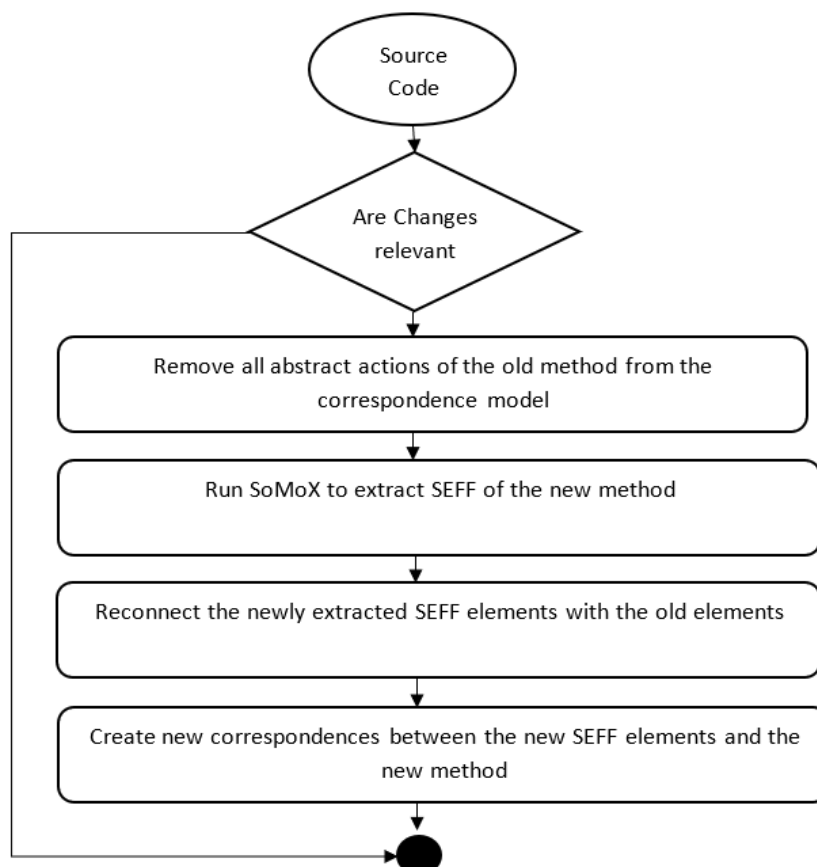 Source
Code
Are Changes
relevant
Remove all abstract actions of the old method from the
correspondence model
Run SoMoX to extract SEFF of the new method
Reconnect the newly extracted SEFF elements with the old elements
Create new correspondences between the new SEFF elements and the
new method